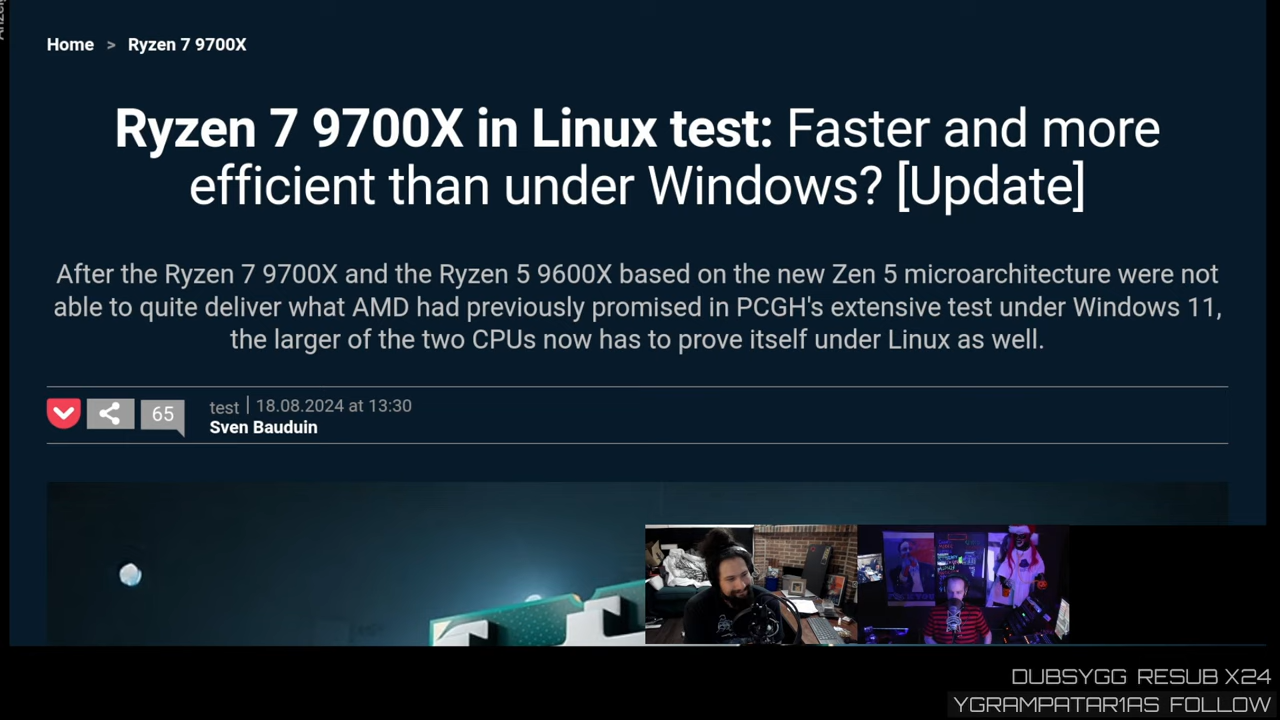 Home > Ryzen 7 9700X
Ryzen 7 9700X in Linux test: Faster and more
efficient than under Windows? [Update]
After the Ryzen 7 9700X and the Ryzen 5 9600X based on the new Zen 5 microarchitecture were not
able to quite deliver what AMD had previously promised in PCGH's extensive test under Windows 11,
the larger of the two CPUs now has to prove itself under Linux as well.
65
test | 18.08.2024 at 13:30
Sven Bauduin
DUBSYGG RESUB X24
YGRAMPATAR1AS FOLLOW